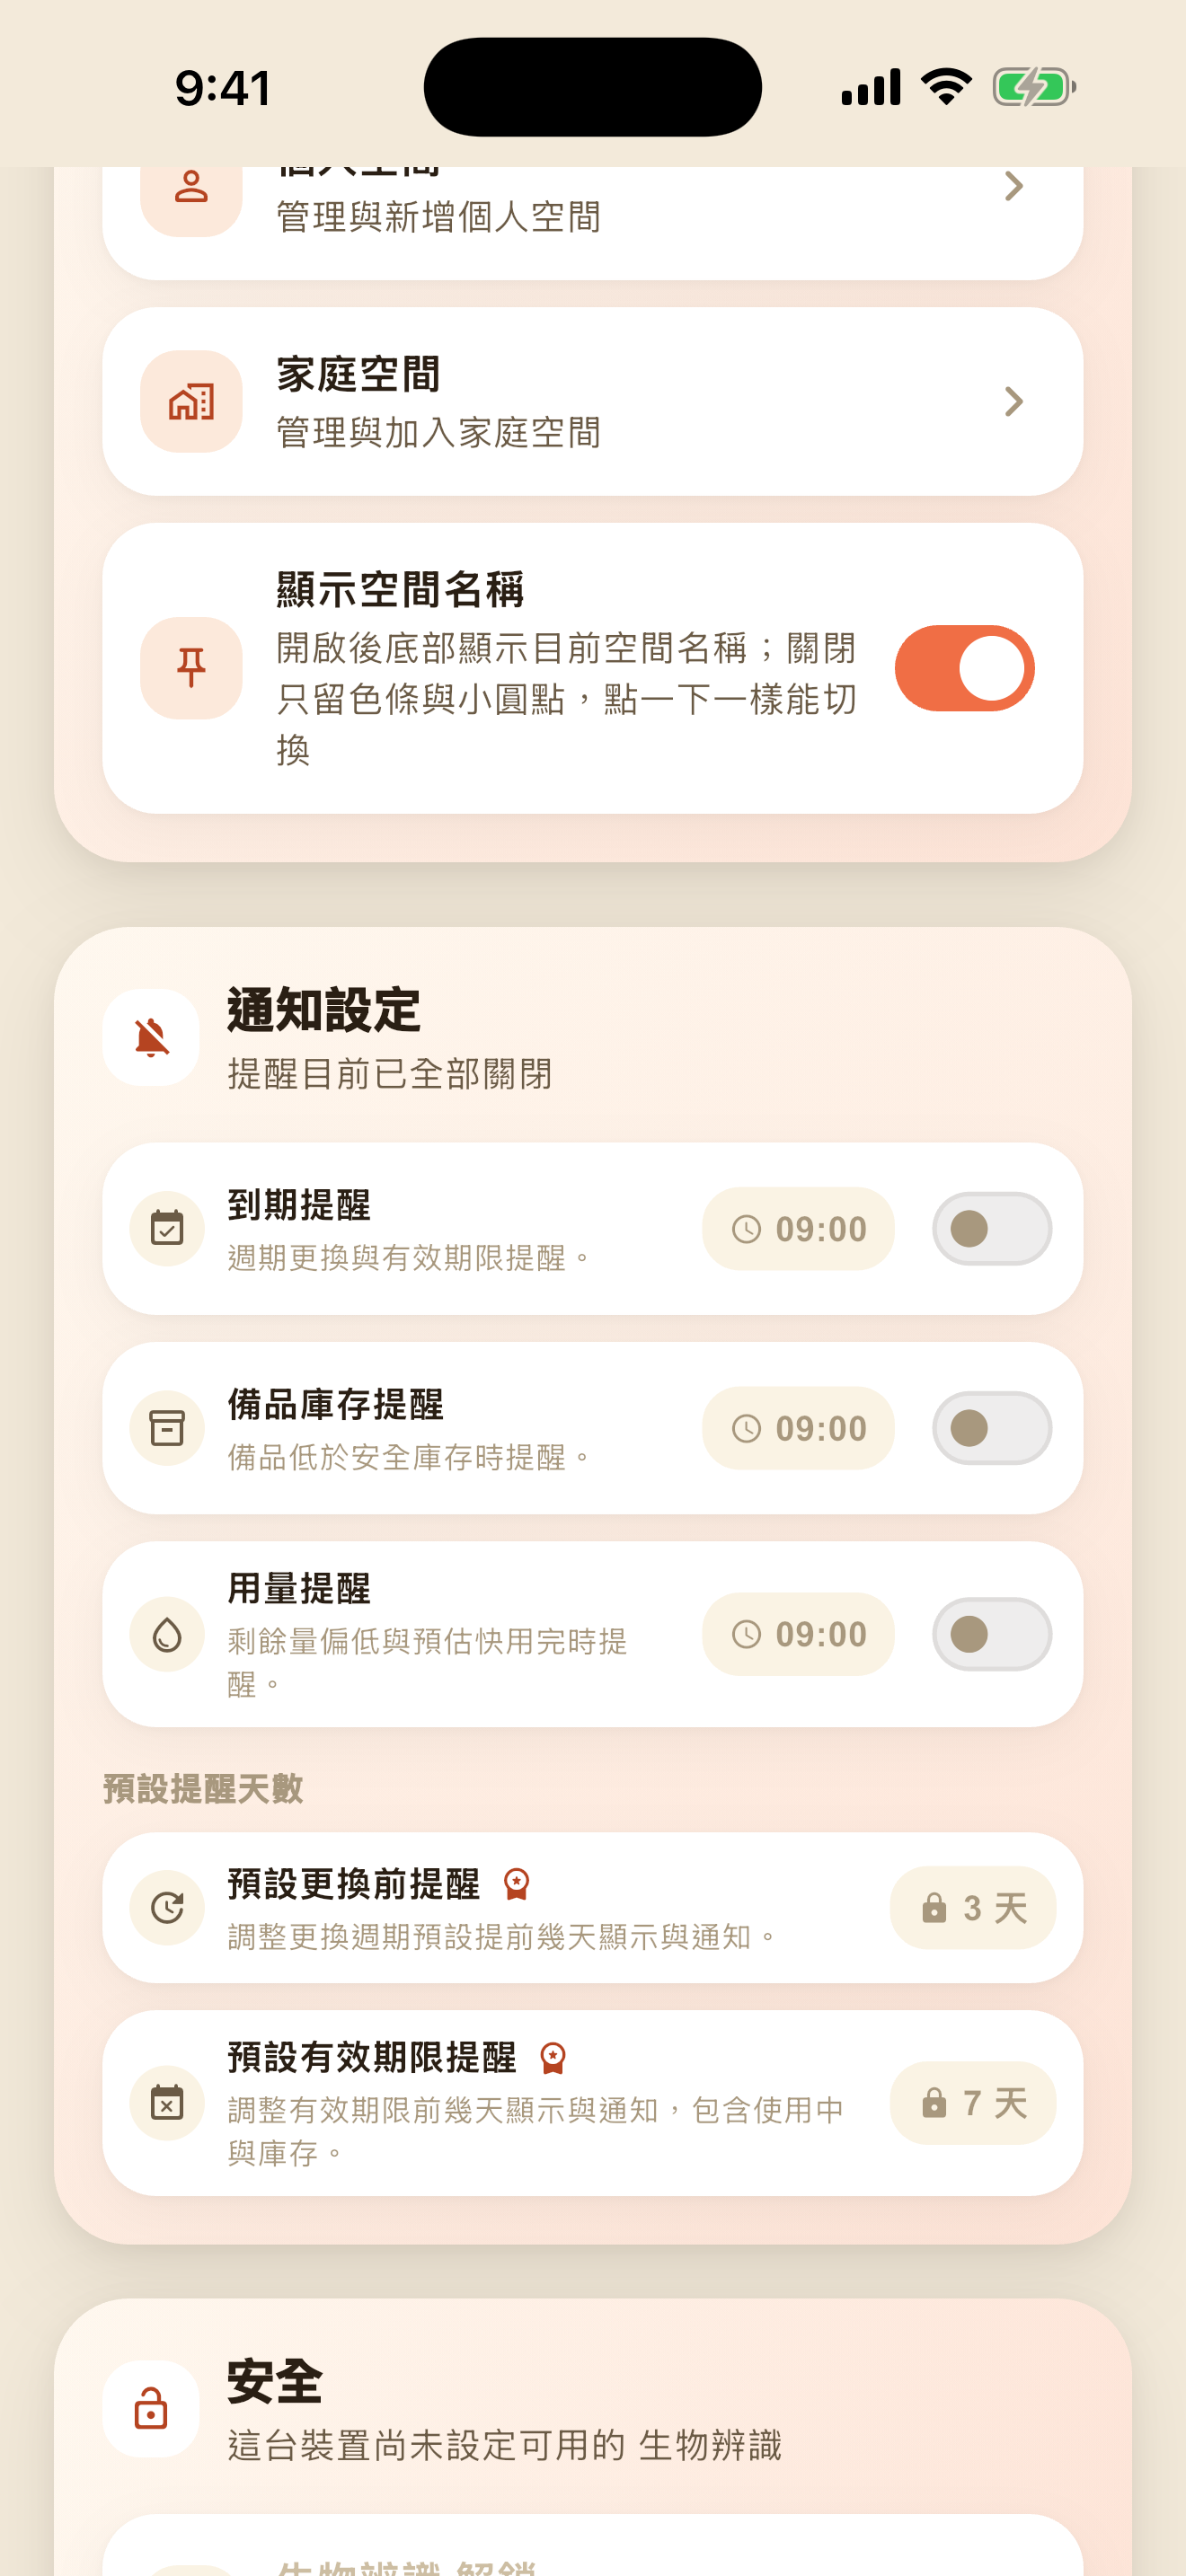 9:41
個人空間
管理與新增個人空間
家庭空間
管理與加入家庭空間
顯示空間名稱
開啟後底部顯示目前空間名稱；關閉
只留色條與小圓點，點一下一樣能切
換
通知設定
提醒目前已全部關閉
到期提醒
週期更換與有效期限提醒。
09:00
備品庫存提醒
備品低於安全庫存時提醒。
09:00
用量提醒
剩餘量偏低與預估快用完時提
醒。
09:00
預設提醒天數
預設更換前提醒
調整更換週期預設提前幾天顯示與通知。
3 天
預設有效期限提醒
調整有效期限前幾天顯示與通知，包含使用中
與庫存。
7 天
安全
這台裝置尚未設定可用的 生物辨識
生物辨識 解鎖